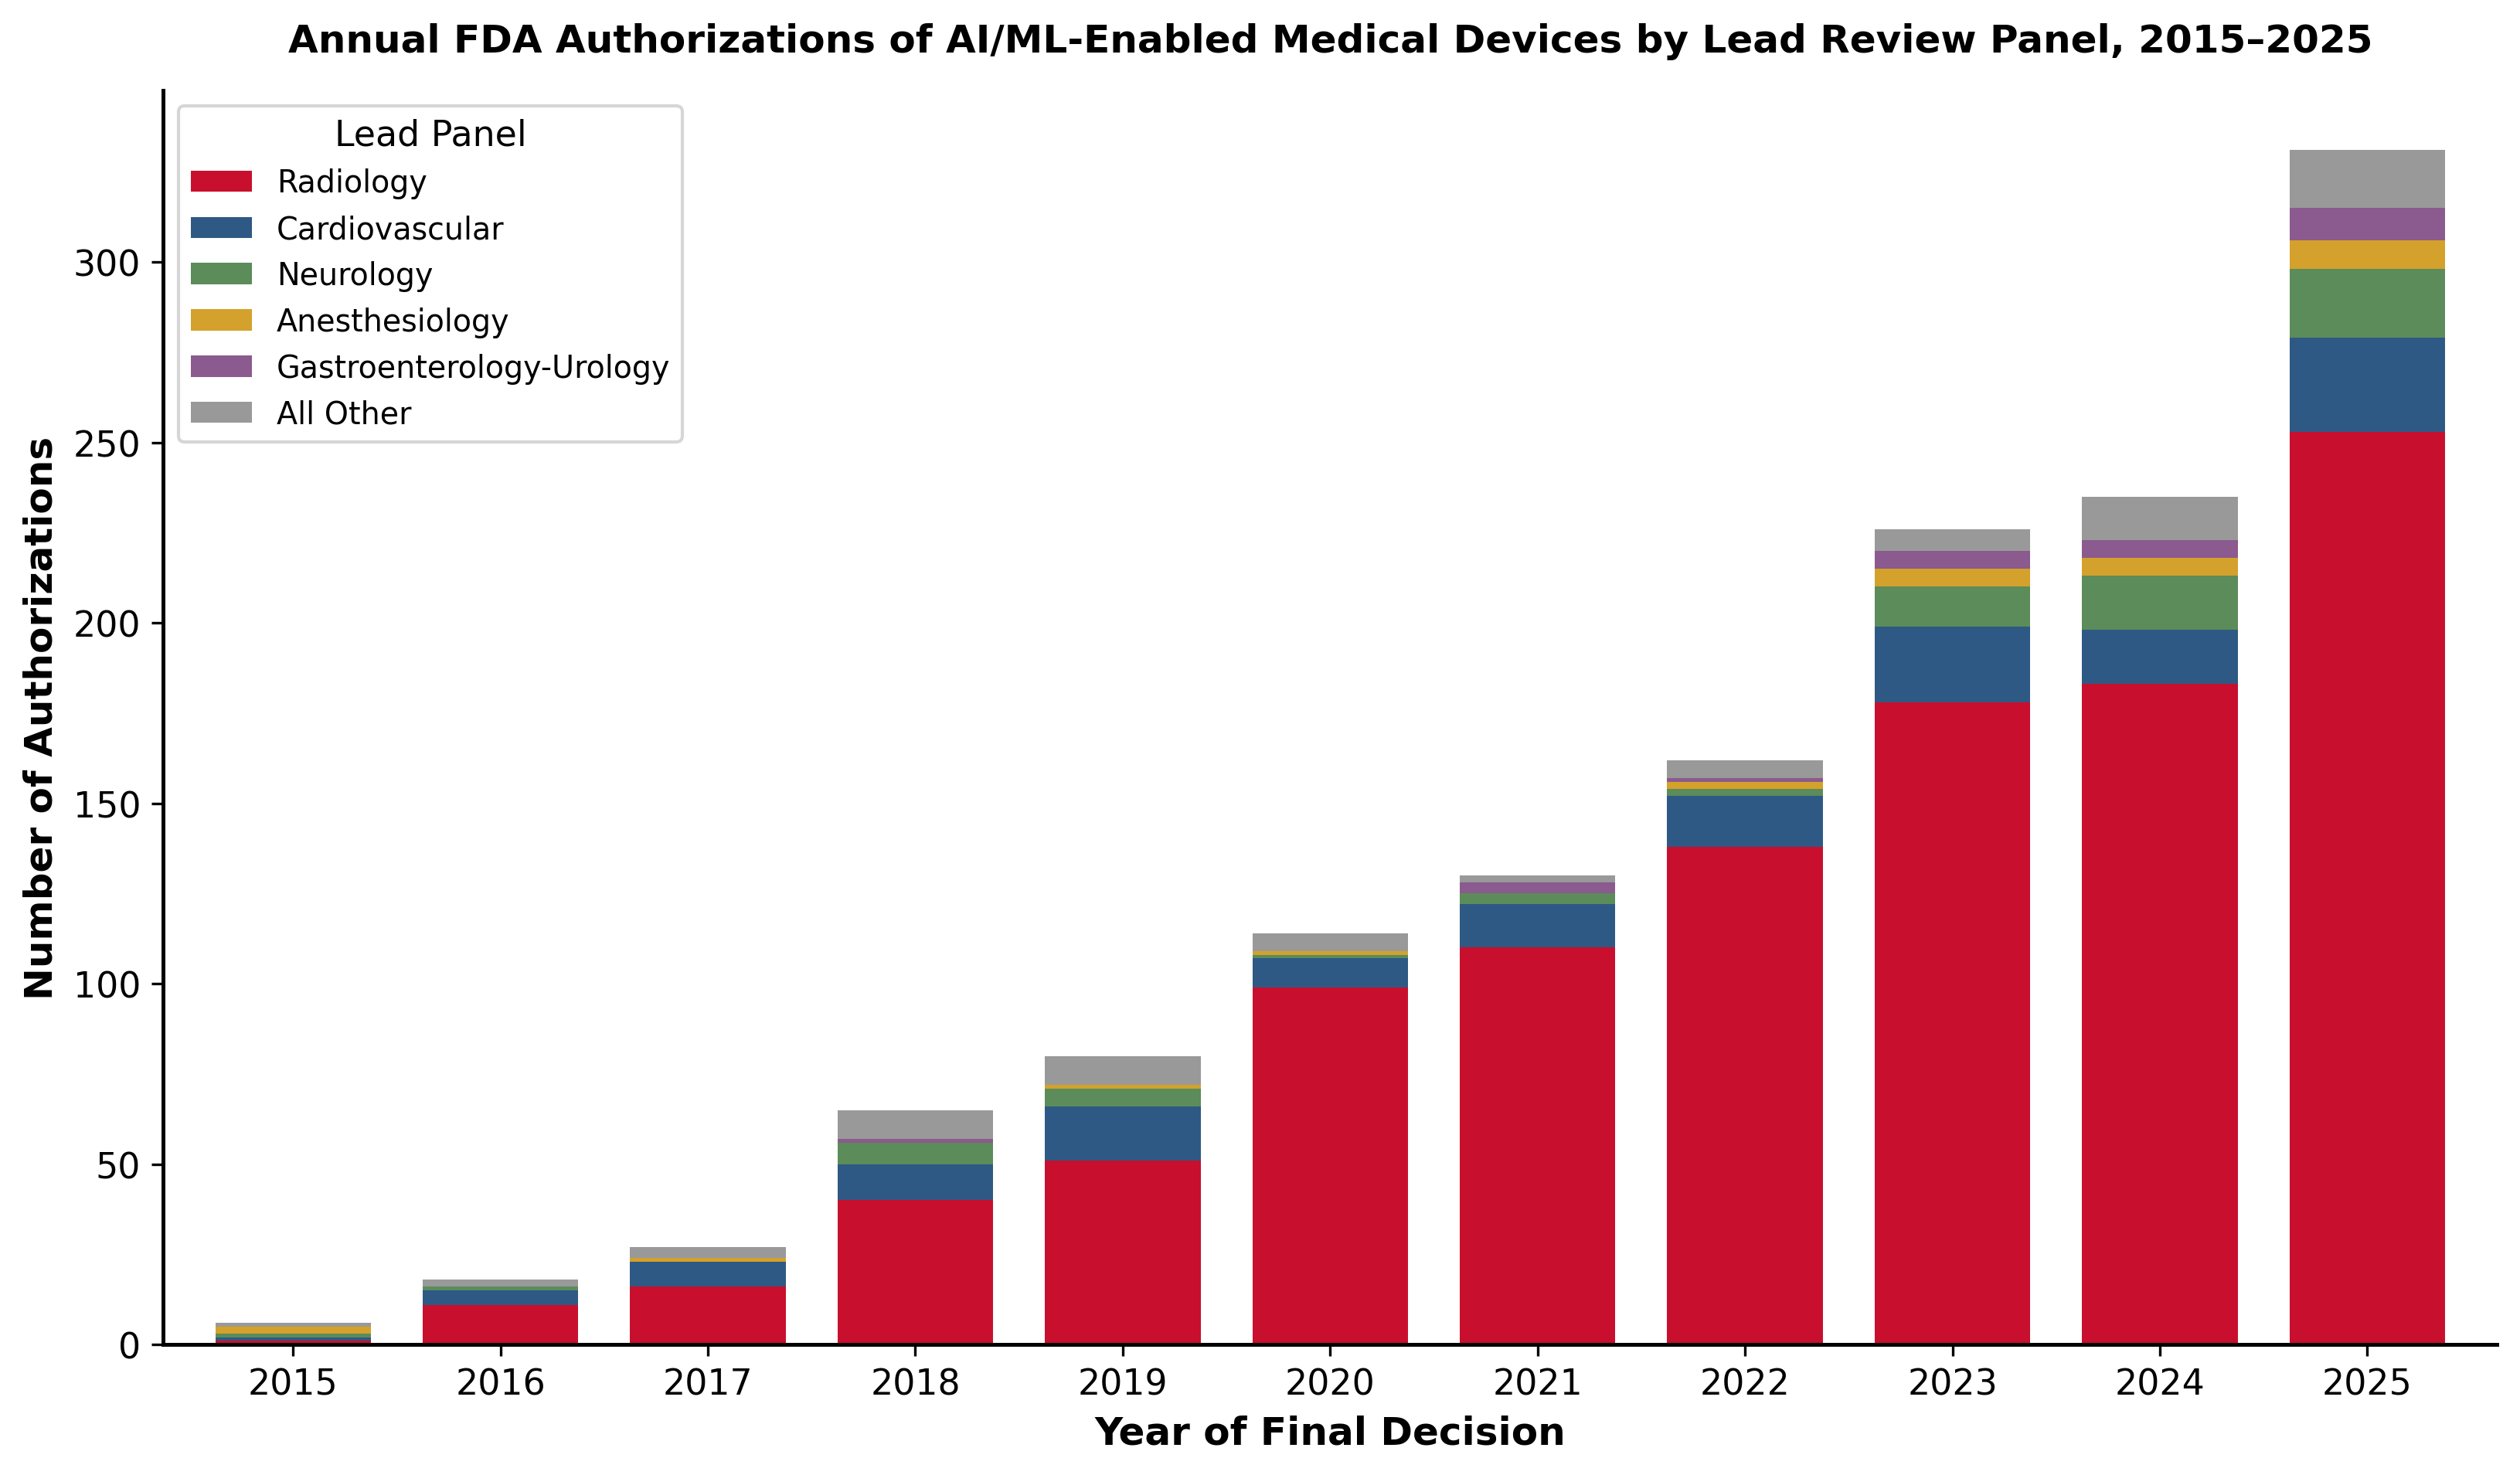 Annual FDA Authorizations of AI/ML-Enabled Medical Devices by Lead Review Panel, 2015–2025
Lead Panel
Radiology
Cardiovascular
Neurology
Anesthesiology
Gastroenterology-Urology
All Other
Number of Authorizations
300
250
200
150
100
50
0
2015 2016 2017 2018 2019 2020 2021 2022 2023 2024 2025
Year of Final Decision